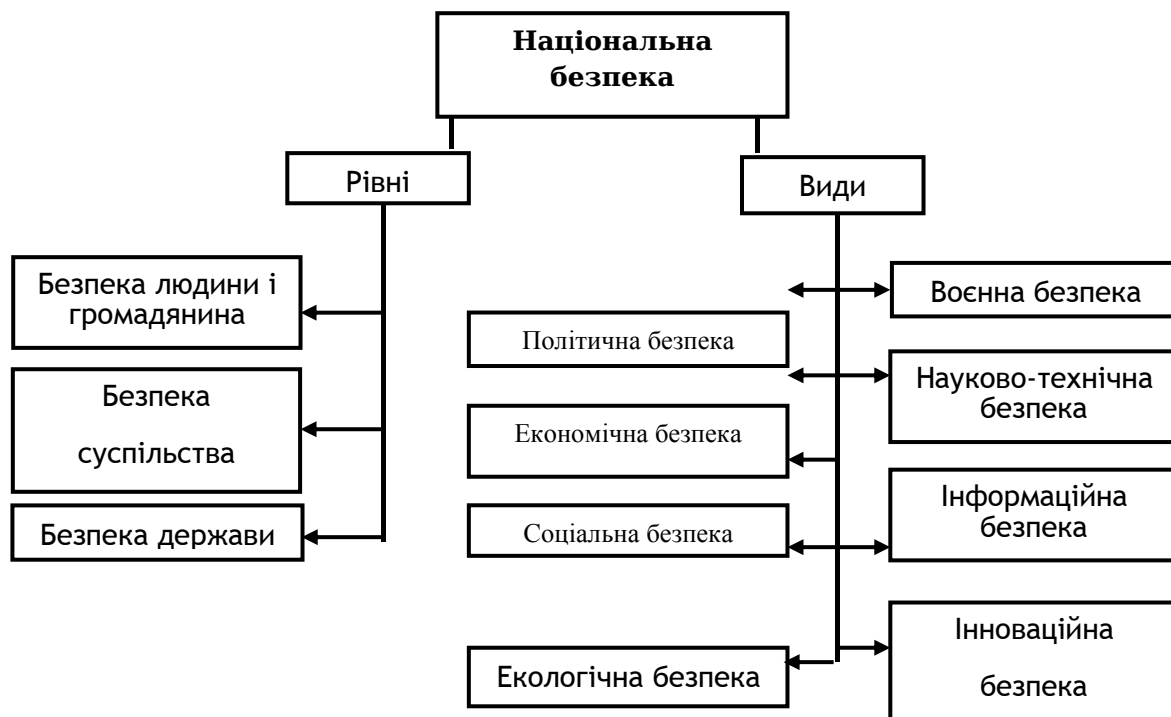 Національна
безпека
Рівні
Види
Безпека людини і
громадянина
Безпека
суспільства
Безпека держави
Політична безпека
Економічна безпека
Соціальна безпека
Екологічна безпека
Воєнна безпека
Науково-технічна
безпека
Інформаційна
безпека
Інноваційна
безпека